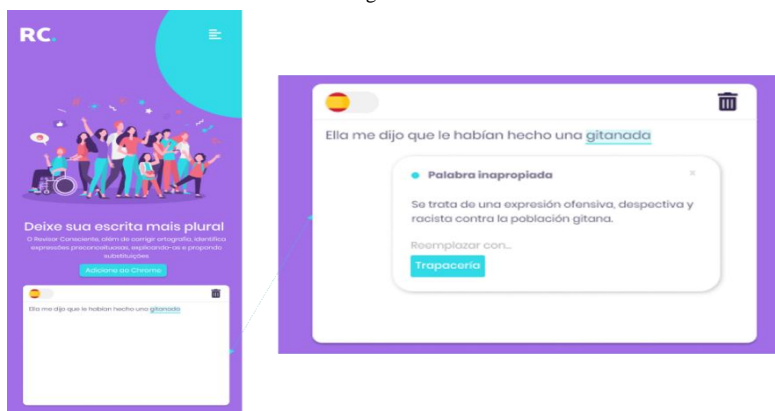 RC.
Deixe sua escrita mais plural
O Revisor Consciente, além de corrigir ortografia, identifica
expressões preconceituosas, explicando-as e propondo
substituições
Adicione ao Chrome
Ella me dijo que le habían hecho una gitanada
Ella me dijo que le habían hecho una gitanada
Palabra inapropiada
×
Se trata de una expresión ofensiva, despectiva y
racista contra la población gitana.
Reemplazar con...
Trapacería